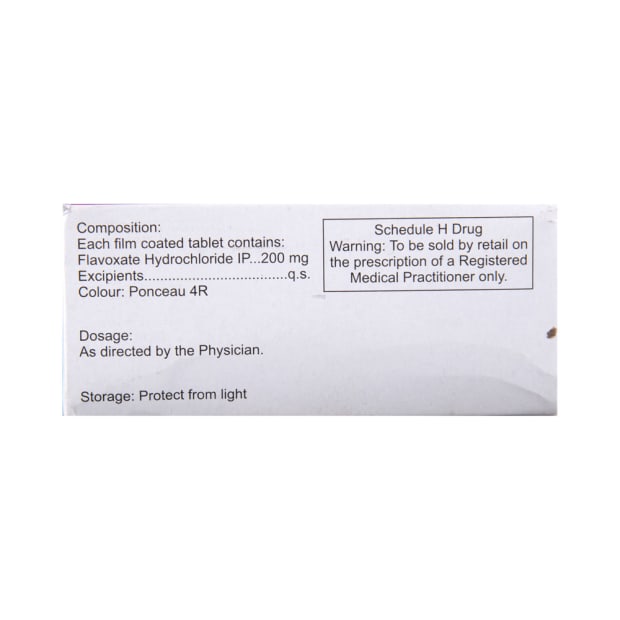 Composition:
Each film coated tablet contains:
Flavoxate Hydrochloride IP...200 mg
Excipients....................................q.s.
Colour: Ponceau 4R
Schedule H Drug
Warning: To be sold by retail on
the prescription of a Registered
Medical Practitioner only.
Dosage:
As directed by the Physician.
Storage: Protect from light